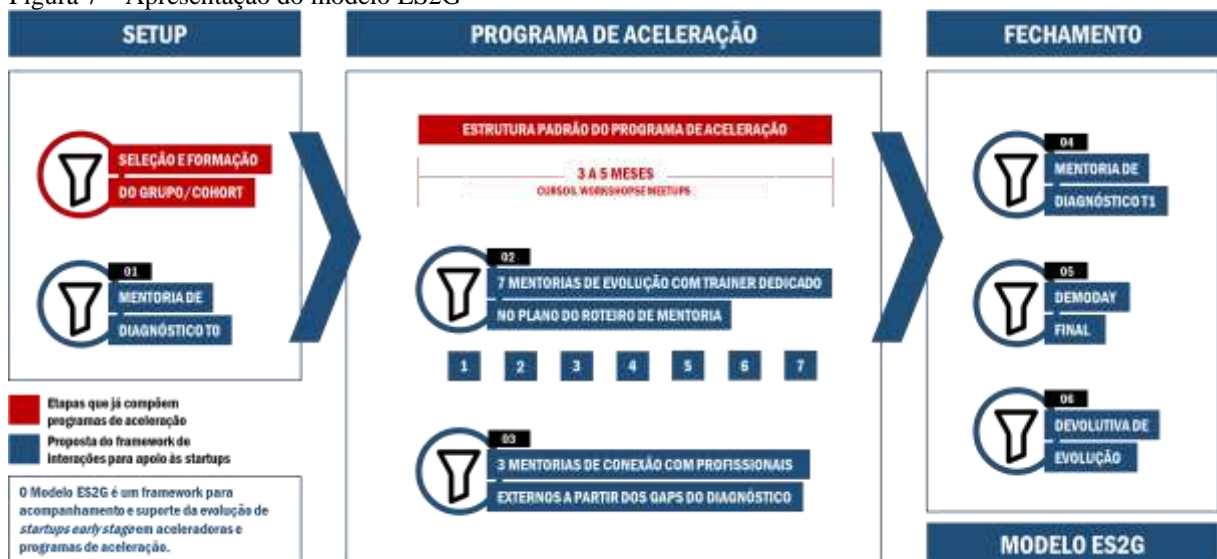 Figura 7 – Apresentação do modelo ES2G
SETUP
SELEÇÃO E FORMAÇÃO
DO GRUPO/COHORT
01
MENTORIA DE
DIAGNÓSTICO T0
Etapas que já compõem
programas de aceleração
Proposta do framework de
interações para apoio às startups
O Modelo ES2G é um framework para
acompanhamento e suporte da evolução de
startups early stage em aceleradoras e
programas de aceleração.
PROGRAMA DE ACELERAÇÃO
ESTRUTURA PADRÃO DO PROGRAMA DE ACELERAÇÃO
3 A 5 MESES
CURSOS, WORKSHOPS E MEETUPS
02
7 MENTORIAS DE EVOLUÇÃO COM TRAINER DEDICADO
NO PLANO DO ROTEIRO DE MENTORIA
1 2 3 4 5 6 7
03
3 MENTORIAS DE CONEXÃO COM PROFISSIONAIS
EXTERNOS A PARTIR DOS GAPS DO DIAGNÓSTICO
FECHAMENTO
04
MENTORIA DE
DIAGNÓSTICO T1
05
DEMODAY
FINAL
06
DEVOLUTIVA DE
EVOLUÇÃO
MODELO ES2G